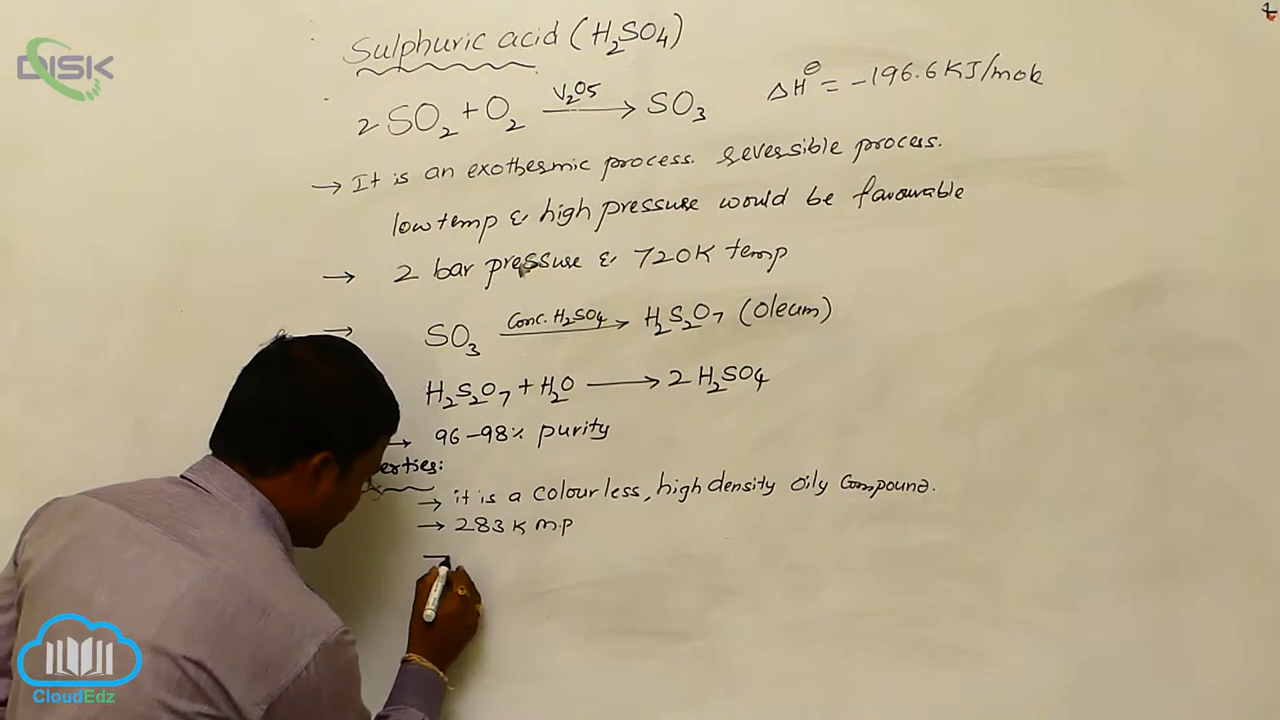 DISK
Sulphuric acid (H₂SO₄)
2SO₂ + O₂ —V₂O₅→ SO₃ ΔH⊖ = -196.6 KJ/mole
→ It is an exothermic process. reversible process.
low temp & high pressure would be favourable
→ 2 bar pressure & 720K temp
→ SO₃ —Conc. H₂SO₄→ H₂S₂O₇ (Oleum)
H₂S₂O₇ + H₂O → 2 H₂SO₄
→ 96-98% purity
erties:
→ it is a colourless, high density oily compound.
→ 283 K m.p
CloudEdz